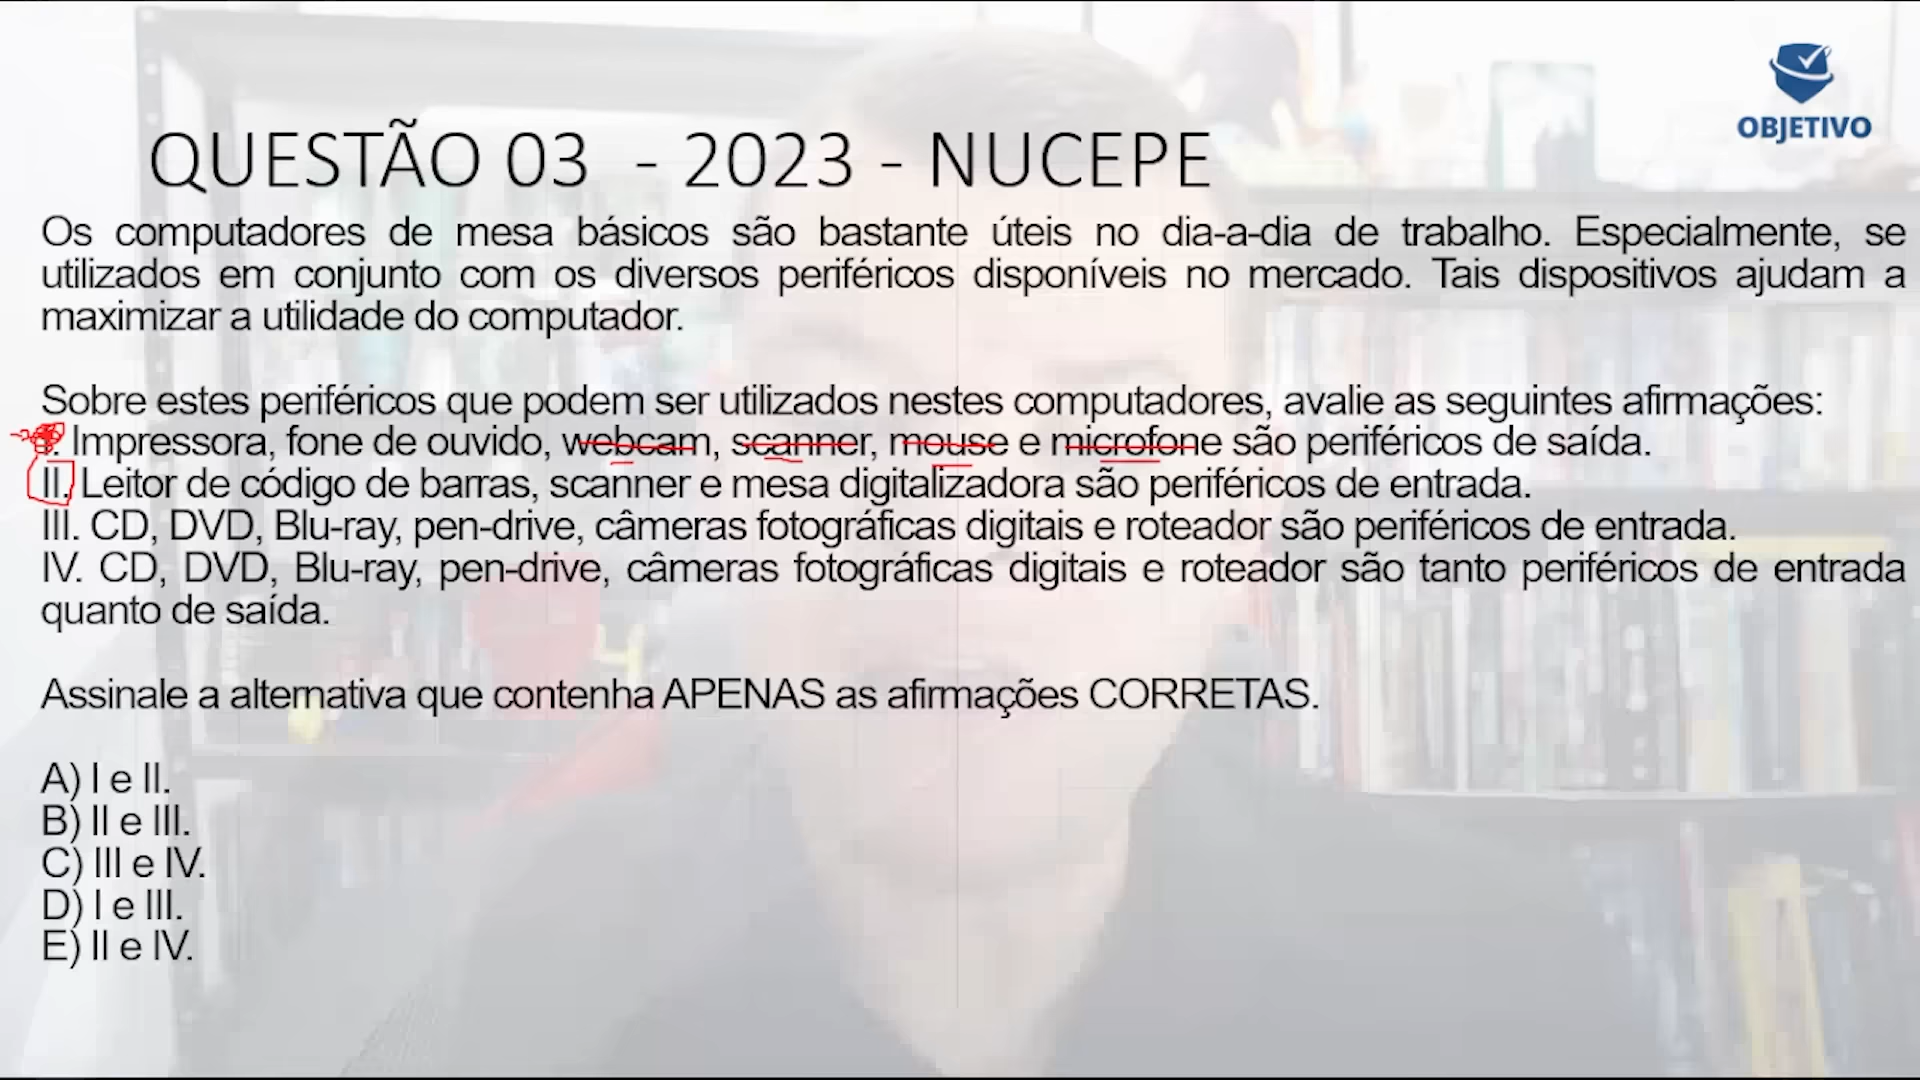 OBJETIVO
QUESTÃO 03 - 2023 - NUCEPE
Os computadores de mesa básicos são bastante úteis no dia-a-dia de trabalho. Especialmente, se
utilizados em conjunto com os diversos periféricos disponíveis no mercado. Tais dispositivos ajudam a
maximizar a utilidade do computador.
Sobre estes periféricos que podem ser utilizados nestes computadores, avalie as seguintes afirmações:
I. Impressora, fone de ouvido, webcam, scanner, mouse e microfone são periféricos de saída.
II. Leitor de código de barras, scanner e mesa digitalizadora são periféricos de entrada.
III. CD, DVD, Blu-ray, pen-drive, câmeras fotográficas digitais e roteador são periféricos de entrada.
IV. CD, DVD, Blu-ray, pen-drive, câmeras fotográficas digitais e roteador são tanto periféricos de entrada
quanto de saída.
Assinale a alternativa que contenha APENAS as afirmações CORRETAS.
A) I e II.
B) II e III.
C) III e IV.
D) I e III.
E) II e IV.